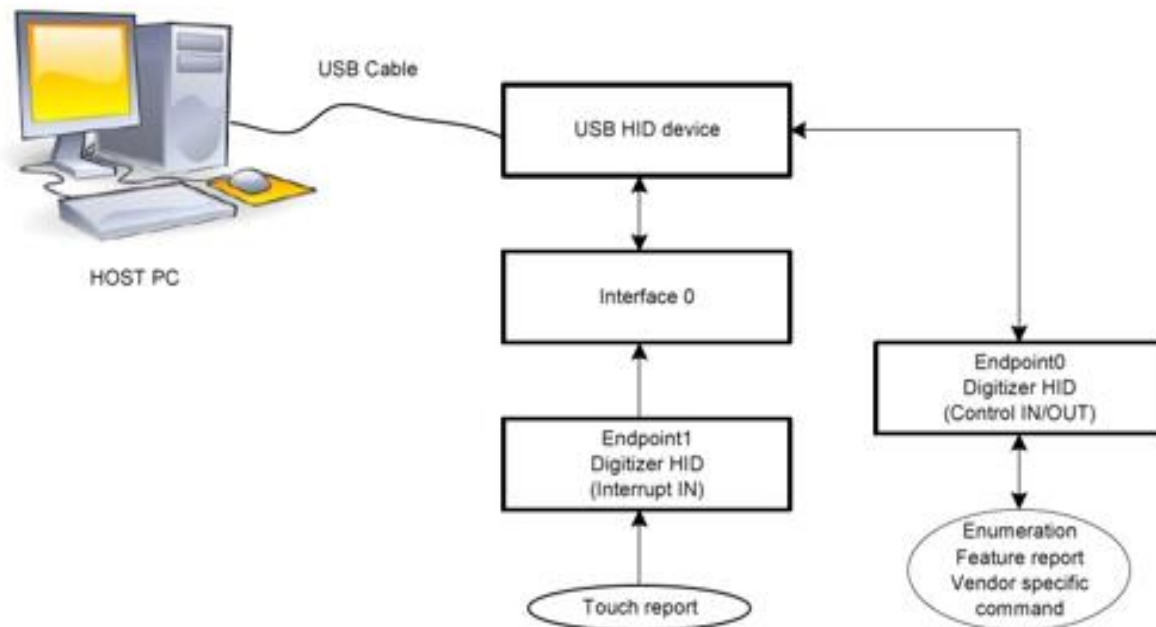 USB Cable
USB HID device
HOST PC
Interface 0
Endpoint0
Digitizer HID
(Control IN/OUT)
Endpoint1
Digitizer HID
(Interrupt IN)
Enumeration
Feature report
Vendor specific
command
Touch report